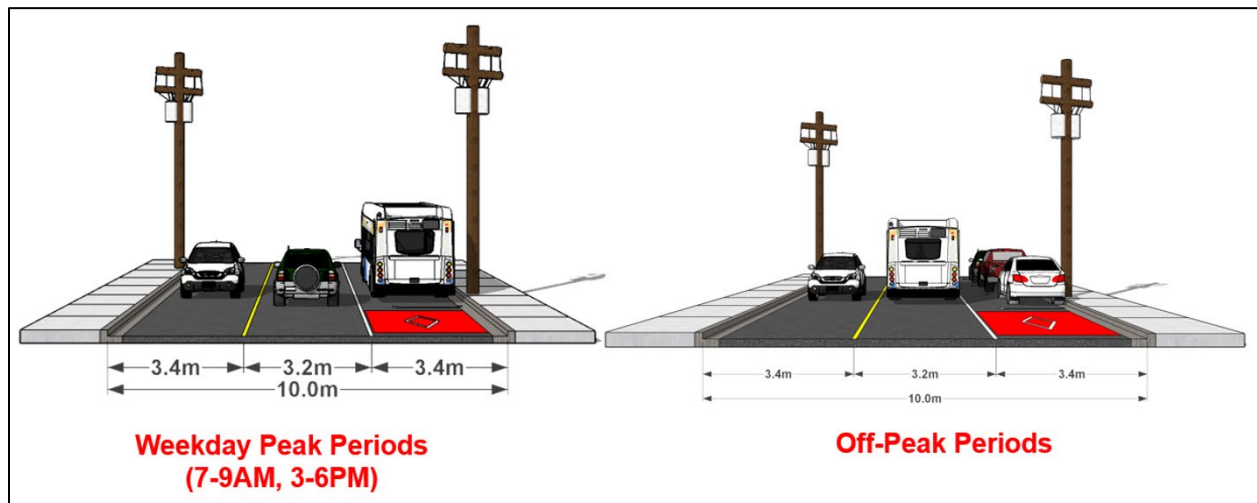 3.4m 3.2m 3.4m
10.0m
Weekday Peak Periods
(7-9AM, 3-6PM)
3.4m 3.2m 3.4m
10.0m
Off-Peak Periods